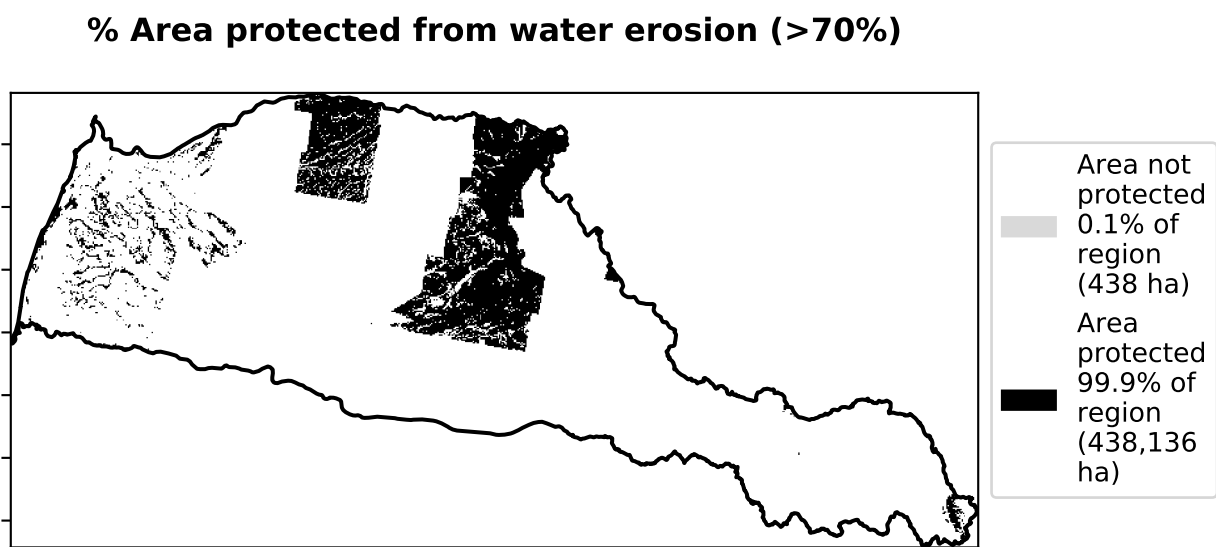 % Area protected from water erosion (>70%)
Area not
protected
0.1% of
region
(438 ha)
Area
protected
99.9% of
region
(438,136
ha)